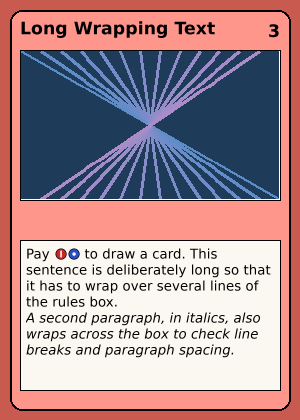 Long Wrapping Text
3
Pay to draw a card. This
sentence is deliberately long so that
it has to wrap over several lines of
the rules box.
A second paragraph, in italics, also
wraps across the box to check line
breaks and paragraph spacing.